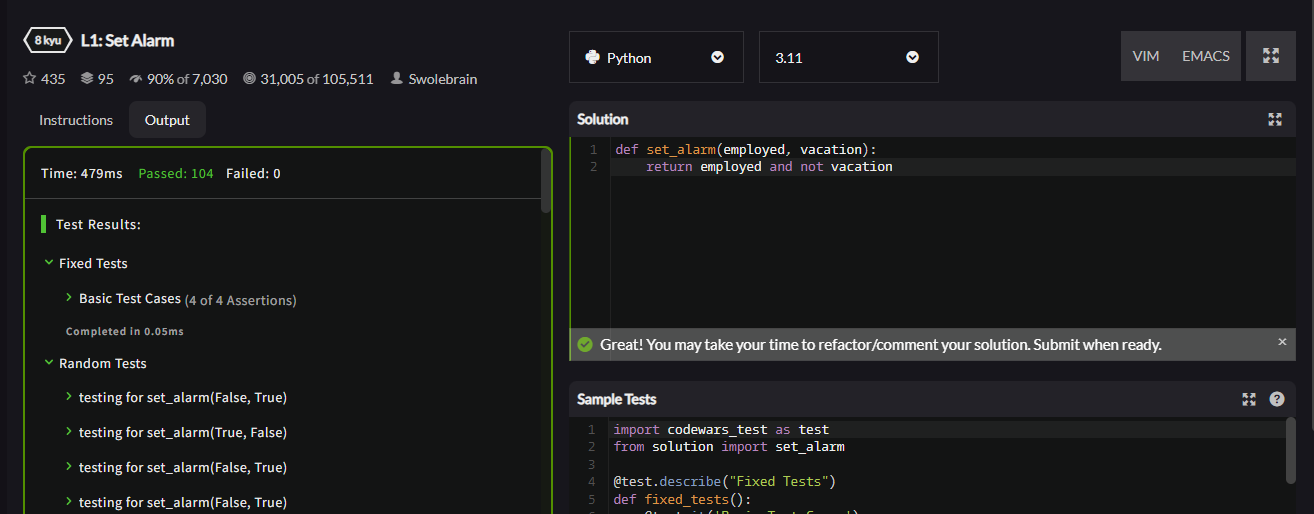 8 kyu L1: Set Alarm
435 95 90% of 7,030 31,005 of 105,511 Swolebrain
Instructions Output
Time: 479ms Passed: 104 Failed: 0
Test Results:
Fixed Tests
Basic Test Cases (4 of 4 Assertions)
Completed in 0.05ms
Random Tests
testing for set_alarm(False, True)
testing for set_alarm(True, False)
testing for set_alarm(False, True)
testing for set_alarm(False, True)
Python 3.11 VIM EMACS
Solution
1 def set_alarm(employed, vacation):
2 return employed and not vacation
Great! You may take your time to refactor/comment your solution. Submit when ready. ×
Sample Tests ?
1 import codewars_test as test
2 from solution import set_alarm
3
4 @test.describe("Fixed Tests")
5 def fixed_tests():